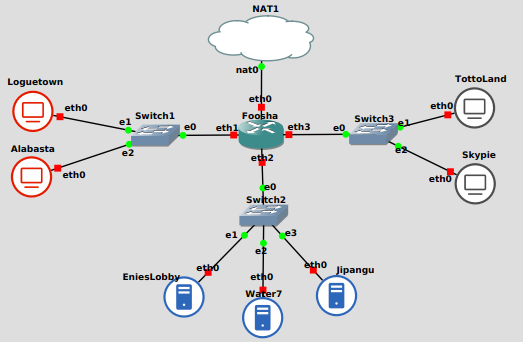 NAT1
nat0
eth0
Foosha
Loguetown
eth0
Switch1
e1
e0
eth1
eth3
e0
Switch3
e1
TottoLand
eth0
Alabasta
e2
eth0
eth2
e2
Skypie
eth0
e0
Switch2
e1
e2
e3
EniesLobby
eth0
eth0
Water7
eth0
Jipangu